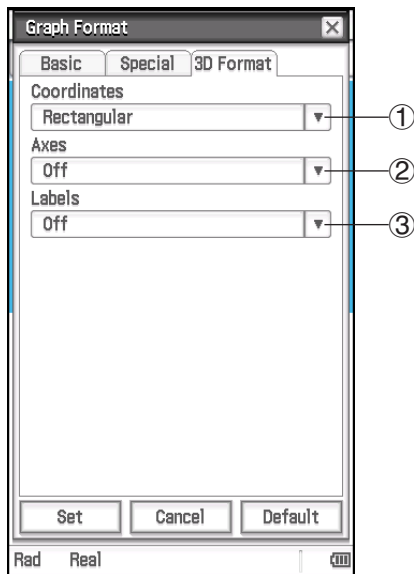 Graph Format
Basic Special 3D Format
Coordinates
Rectangular ①
Axes
Off ②
Labels
Off ③
Set Cancel Default
Rad Real